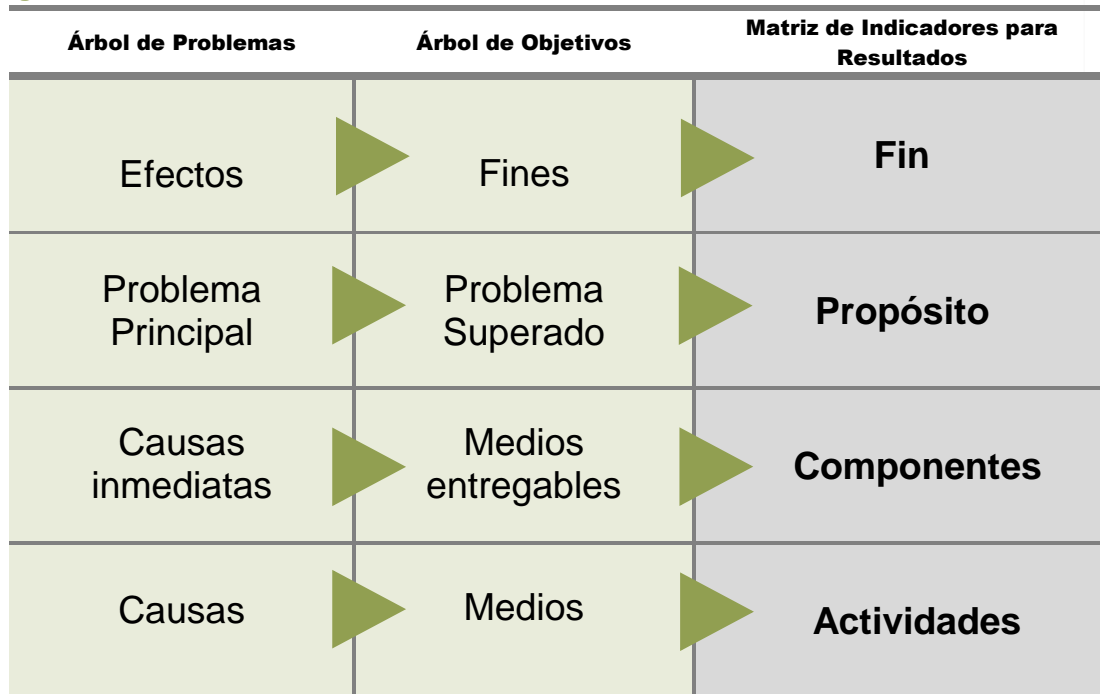 Árbol de Problemas
Árbol de Objetivos
Matriz de Indicadores para
Resultados
Efectos
Fines
Fin
Problema
Principal
Problema
Superado
Propósito
Causas
inmediatas
Medios
entregables
Componentes
Causas
Medios
Actividades